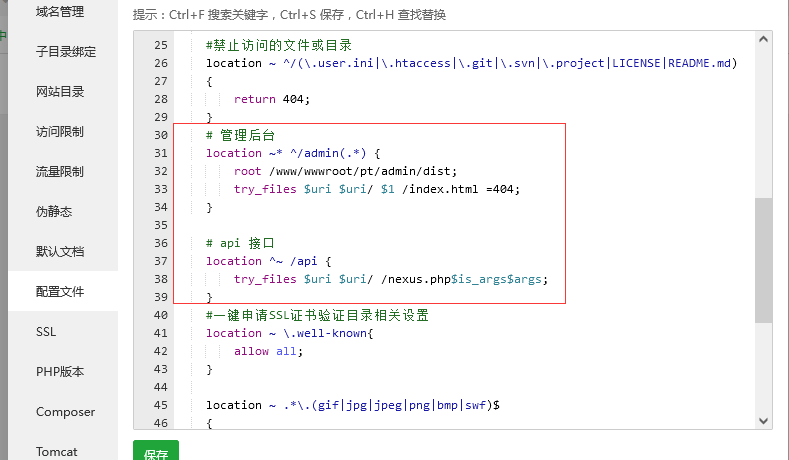 域名管理
子目录绑定
网站目录
访问限制
流量限制
伪静态
默认文档
配置文件
SSL
PHP版本
Composer
Tomcat
提示：Ctrl+F 搜索关键字，Ctrl+S 保存，Ctrl+H 查找替换
25 #禁止访问的文件或目录
26 location ~ ^/(\.user.ini|\.htaccess|\.git|\.svn|\.project|LICENSE|README.md)
27 {
28 return 404;
29 }
30 # 管理后台
31 location ~* ^/admin(.*) {
32 root /www/wwwroot/pt/admin/dist;
33 try_files $uri $uri/ $1 /index.html =404;
34 }
35
36 # api 接口
37 location ^~ /api {
38 try_files $uri $uri/ /nexus.php$is_args$args;
39 }
40 #一键申请SSL证书验证目录相关设置
41 location ~ \.well-known{
42 allow all;
43 }
44
45 location ~ .*\.(gif|jpg|jpeg|png|bmp|swf)$
46 {
保存